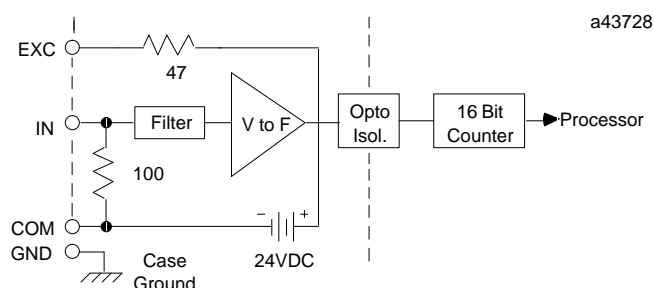 a43728
EXC
47
IN
Filter
V to F
Opto
Isol.
16 Bit
Counter
Processor
100
COM
GND
Case
Ground
− +
24VDC